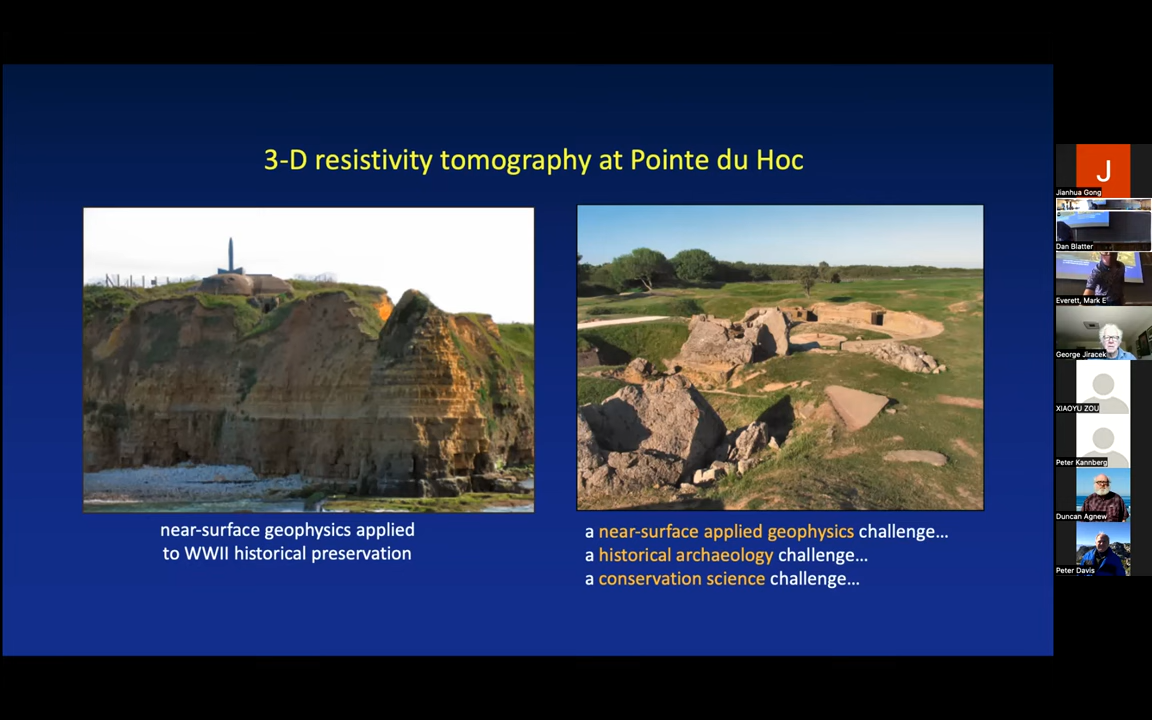 3-D resistivity tomography at Pointe du Hoc
near-surface geophysics applied
to WWII historical preservation
a near-surface applied geophysics challenge...
a historical archaeology challenge...
a conservation science challenge...
J
Jianhua Gong
Dan Blatter
Everett, Mark E
George Jiracek
XIAOYU ZOU
Peter Kannberg
Duncan Agnew
Peter Davis